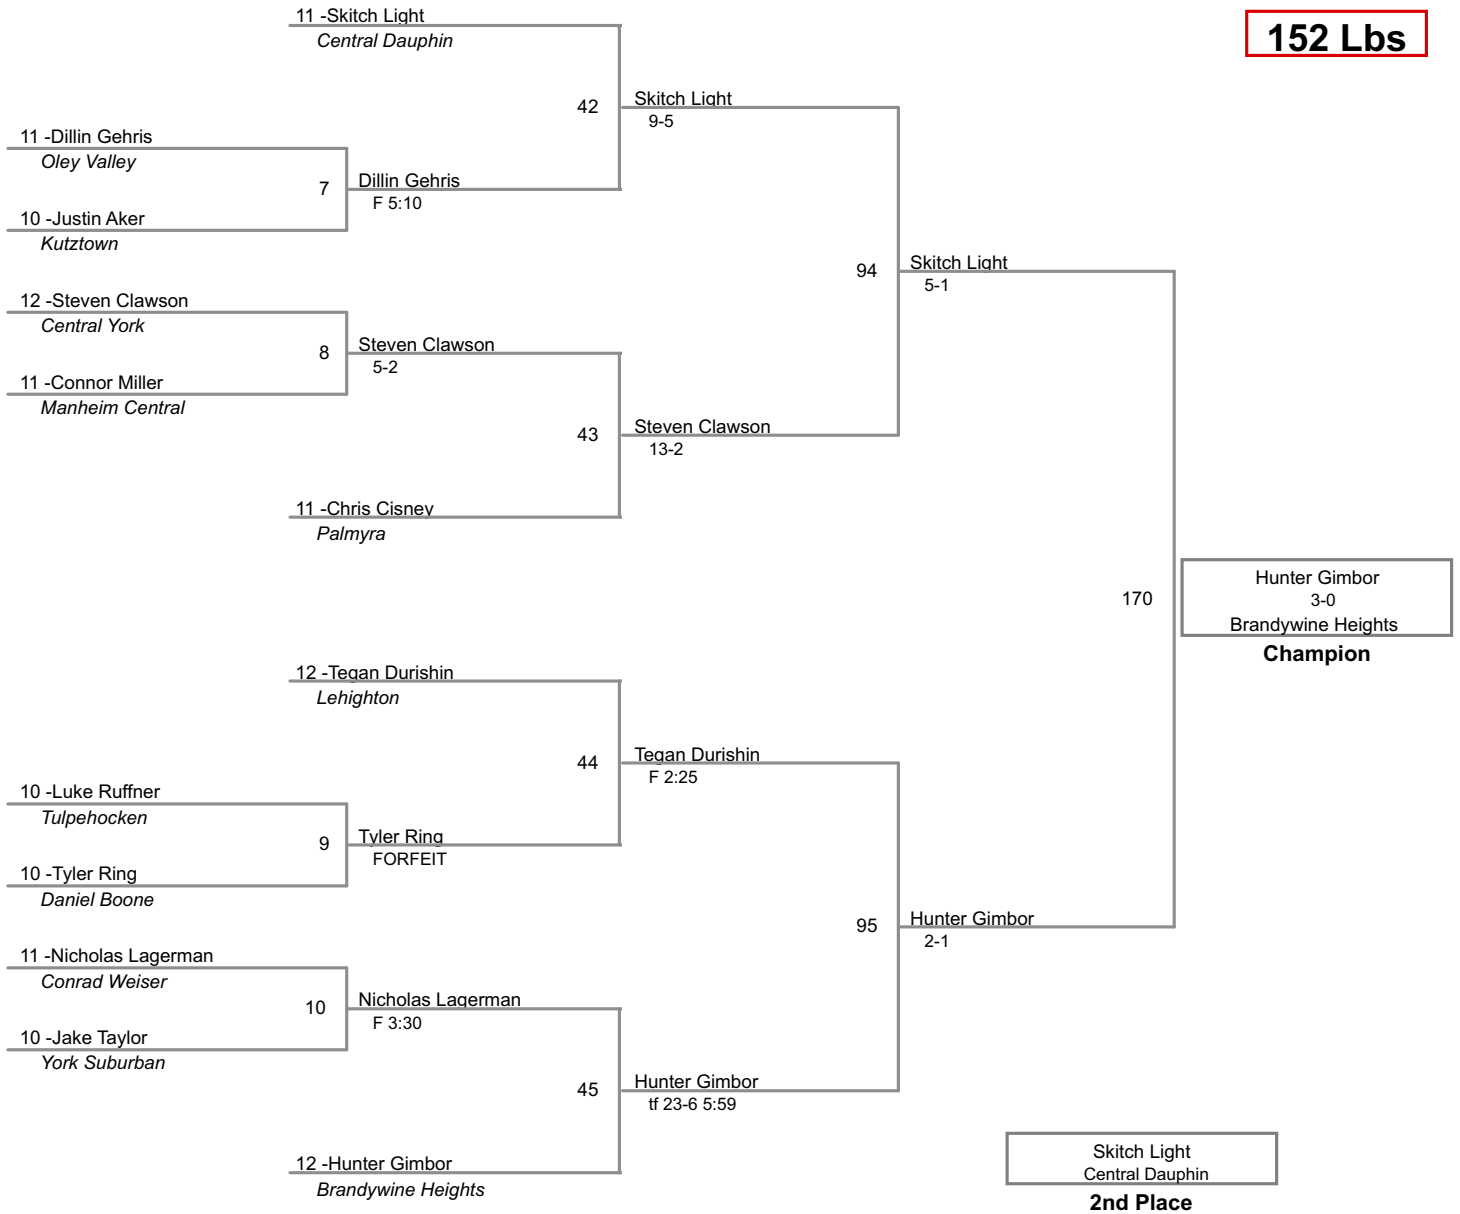 152 Lbs
11 -Skitch Light
Central Dauphin
42
Skitch Light
9-5
11 -Dillin Gehris
Oley Valley
7
Dillin Gehris
F 5:10
10 -Justin Aker
Kutztown
94
Skitch Light
5-1
12 -Steven Clawson
Central York
8
Steven Clawson
5-2
11 -Connor Miller
Manheim Central
43
Steven Clawson
13-2
11 -Chris Cisney
Palmyra
170
Hunter Gimbor
3-0
Brandywine Heights
Champion
12 -Tegan Durishin
Lehighton
44
Tegan Durishin
F 2:25
10 -Luke Ruffner
Tulpehocken
9
Tyler Ring
FORFEIT
10 -Tyler Ring
Daniel Boone
95
Hunter Gimbor
2-1
11 -Nicholas Lagerman
Conrad Weiser
10
Nicholas Lagerman
F 3:30
10 -Jake Taylor
York Suburban
45
Hunter Gimbor
tf 23-6 5:59
12 -Hunter Gimbor
Brandywine Heights
Skitch Light
Central Dauphin
2nd Place